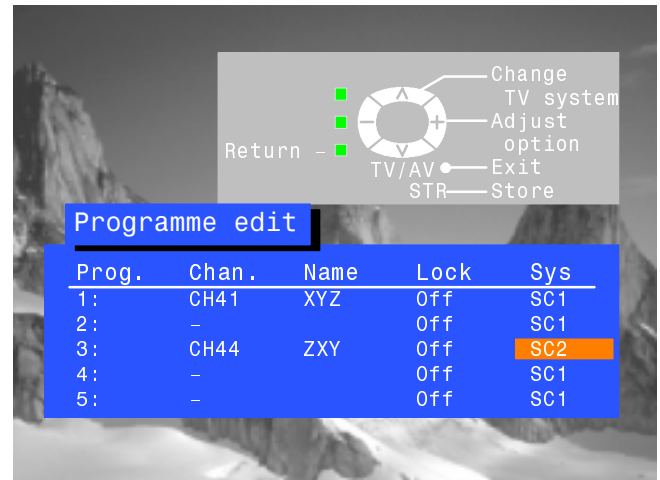 Change
TV system
Adjust
option
Return –
TV/AV Exit
STR Store
Programme edit
Prog. Chan. Name Lock Sys
1: CH41 XYZ Off SC1
2: – Off SC1
3: CH44 ZXY Off SC2
4: – Off SC1
5: – Off SC1